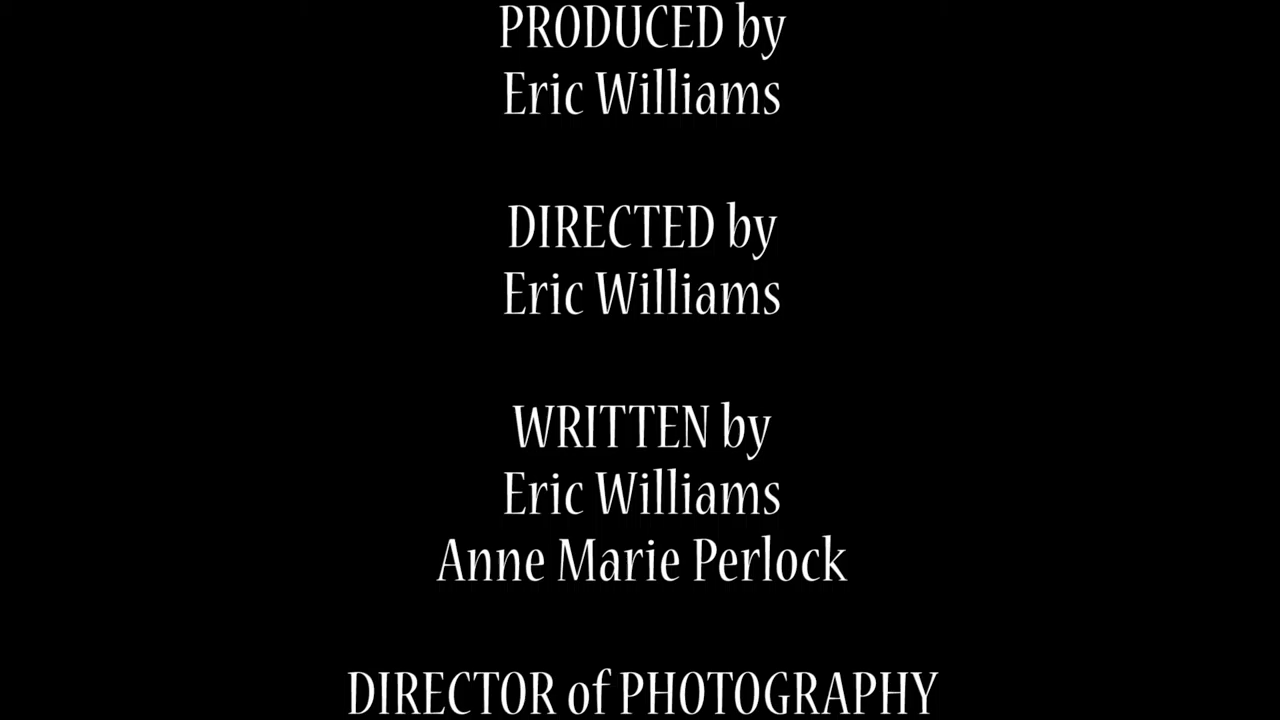 PRODUCED by
Eric Williams
DIRECTED by
Eric Williams
WRITTEN by
Eric Williams
Anne Marie Perlock
DIRECTOR of PHOTOGRAPHY